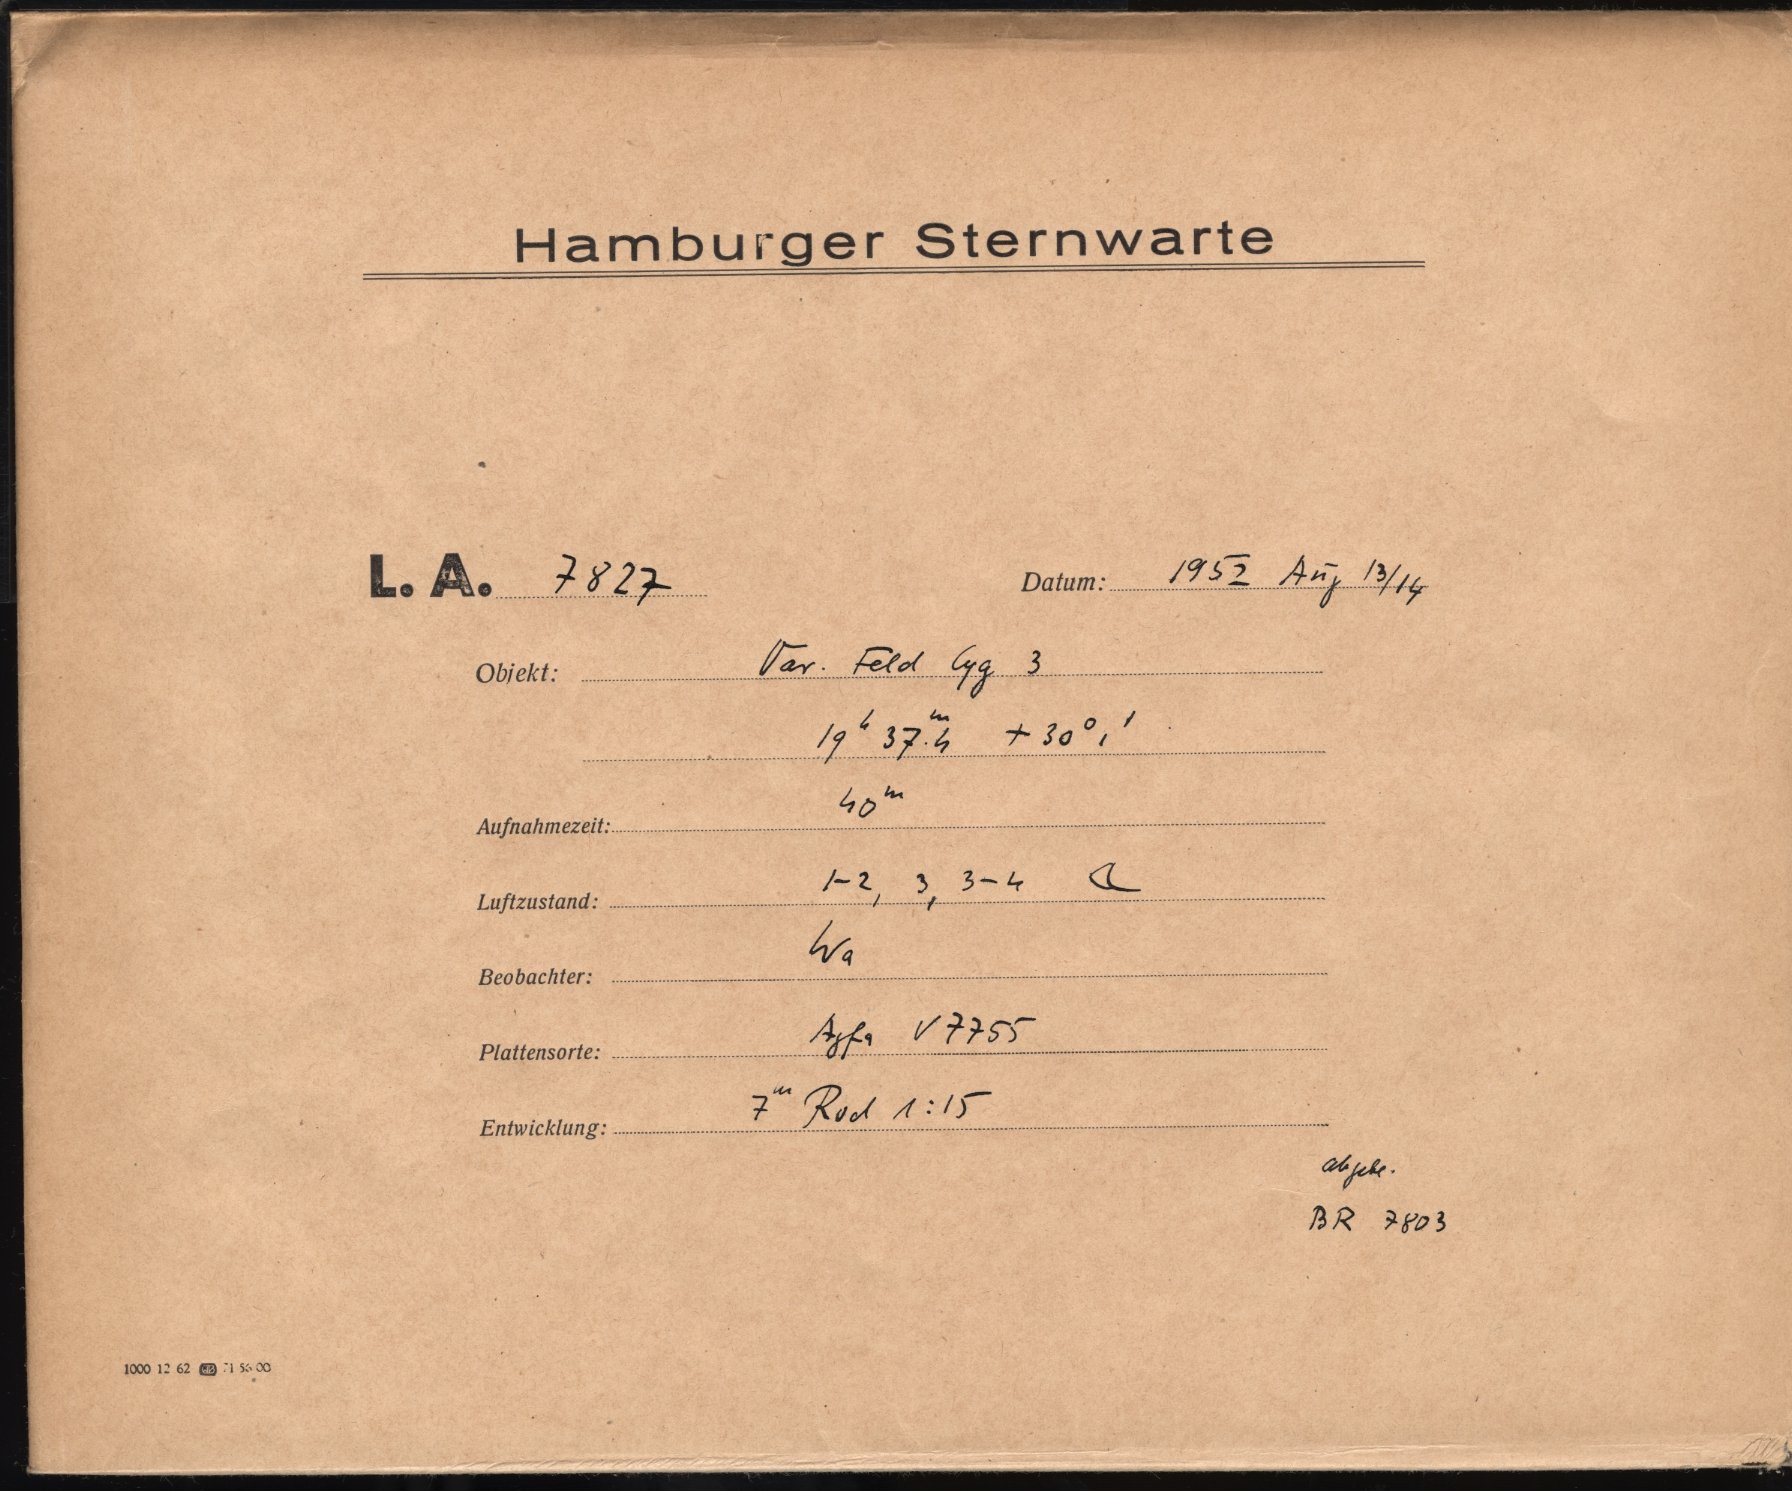 Hamburger Sternwarte
L. A. 7827 Datum: 1952 Aug 13/14
Objekt: Var. Feld Cyg 3
19ʰ 37.ᵐ4 + 30° 1'
Aufnahmezeit: 40ᵐ
Luftzustand: 1-2, 3, 3-4
Beobachter: Wa
Plattensorte: Agfa V 7755
Entwicklung: 7ᵐ Rod 1:15
BR 7803
1000 12 62